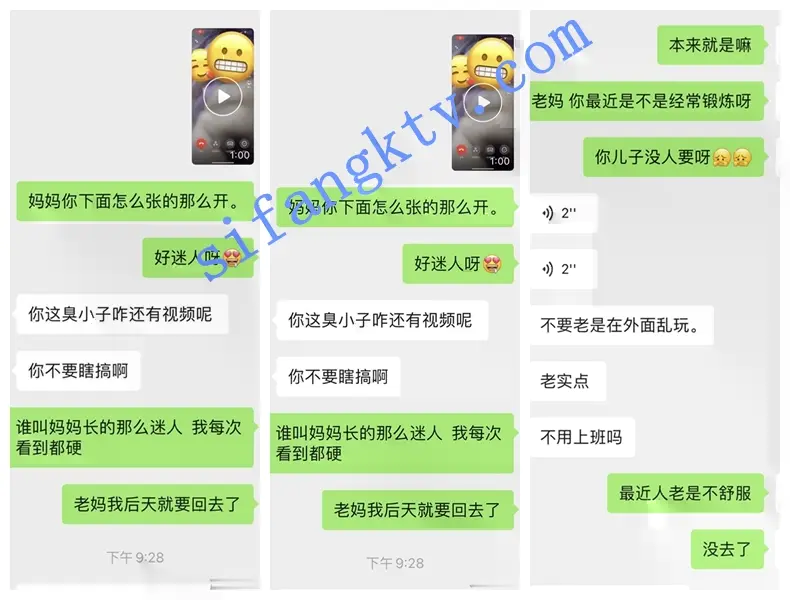 1:00
妈妈你下面怎么张的那么开。
好迷人呀
你这臭小子咋还有视频呢
你不要瞎搞啊
谁叫妈妈长的那么迷人 我每次
看到都硬
老妈我后天就要回去了
下午 9:28
1:00
妈妈你下面怎么张的那么开。
好迷人呀
你这臭小子咋还有视频呢
你不要瞎搞啊
谁叫妈妈长的那么迷人 我每次
看到都硬
老妈我后天就要回去了
下午 9:28
本来就是嘛
老妈 你最近是不是经常锻炼呀
你儿子没人要呀
2''
2''
不要老是在外面乱玩。
老实点
不用上班吗
最近人老是不舒服
没去了
sifangktv.com